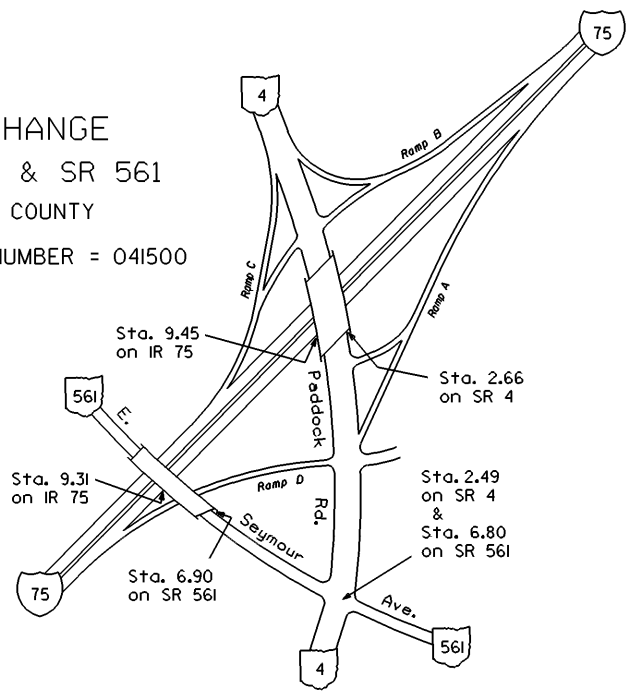 75
4
HANGE
& SR 561
COUNTY
NUMBER = 041500
Ramp B
Ramp C
Ramp A
Sta. 9.45
on IR 75
Paddock
Rd.
Sta. 2.66
on SR 4
561
E.
Seymour
Ave.
Sta. 9.31
on IR 75
Ramp D
Sta. 2.49
on SR 4
&
Sta. 6.80
on SR 561
75
Sta. 6.90
on SR 561
4
561